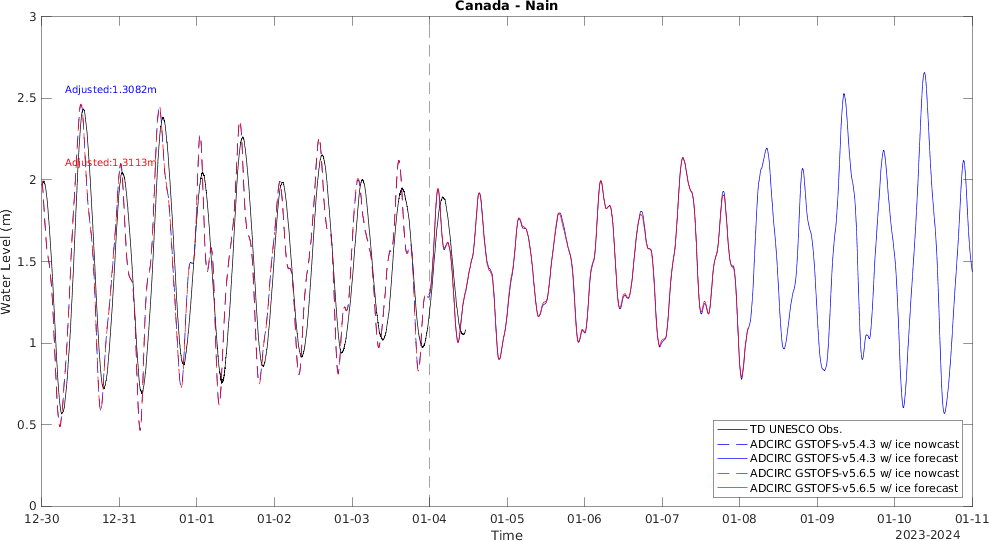 Canada - Nain
3
2.5
2
1.5
1
0.5
0
Water Level (m)
Adjusted:1.3082m
Adjusted:1.3113m
TD UNESCO Obs.
ADCIRC GSTOFS-v5.4.3 w/ ice nowcast
ADCIRC GSTOFS-v5.4.3 w/ ice forecast
ADCIRC GSTOFS-v5.6.5 w/ ice nowcast
ADCIRC GSTOFS-v5.6.5 w/ ice forecast
12-30 12-31 01-01 01-02 01-03 01-04 01-05 01-06 01-07 01-08 01-09 01-10 01-11
Time
2023-2024